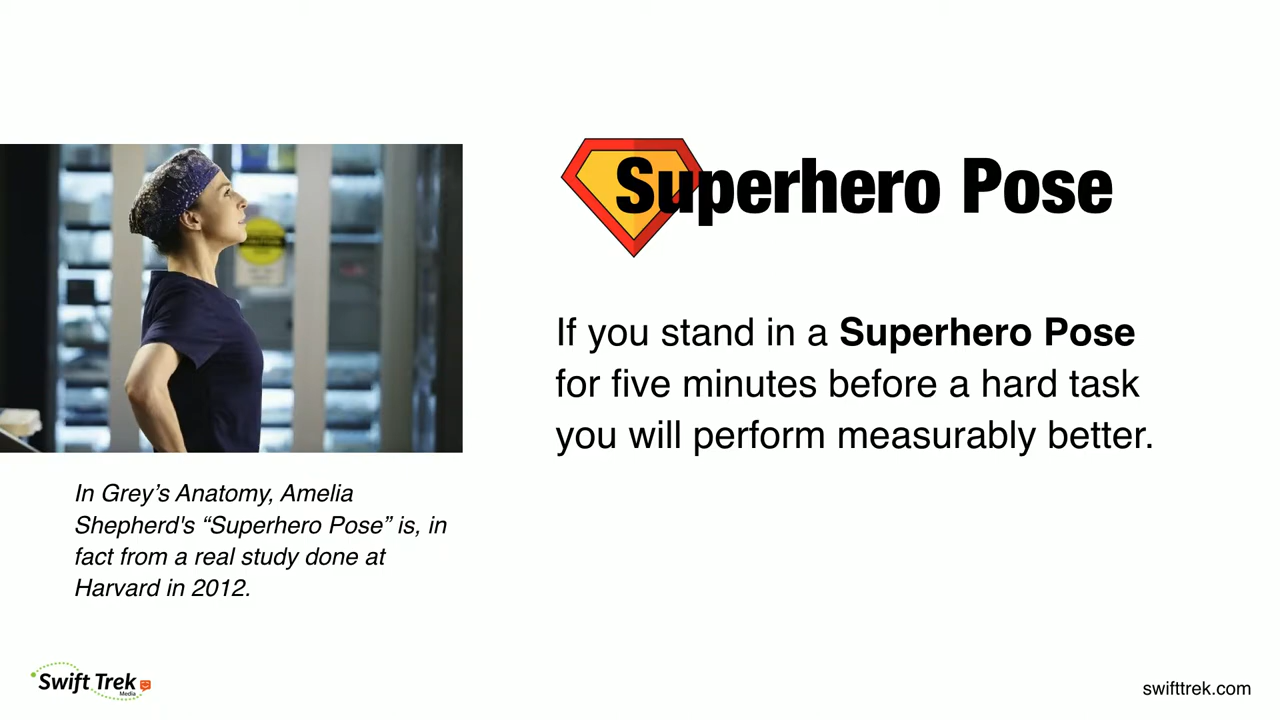 Superhero Pose
If you stand in a Superhero Pose
for five minutes before a hard task
you will perform measurably better.
In Grey’s Anatomy, Amelia
Shepherd's “Superhero Pose” is, in
fact from a real study done at
Harvard in 2012.
Swift Trek
Media
swifttrek.com